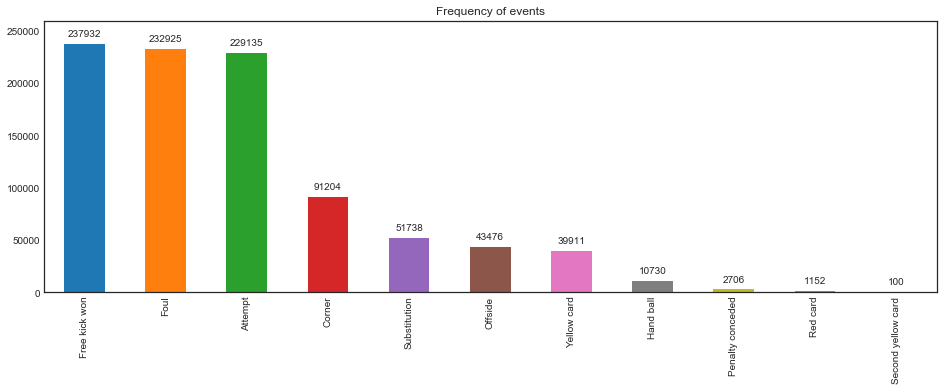 Frequency of events
250000
200000
150000
100000
50000
0
237932
232925
229135
91204
51738
43476
39911
10730
2706
1152
100
Free kick won
Foul
Attempt
Corner
Substitution
Offside
Yellow card
Hand ball
Penalty conceded
Red card
Second yellow card